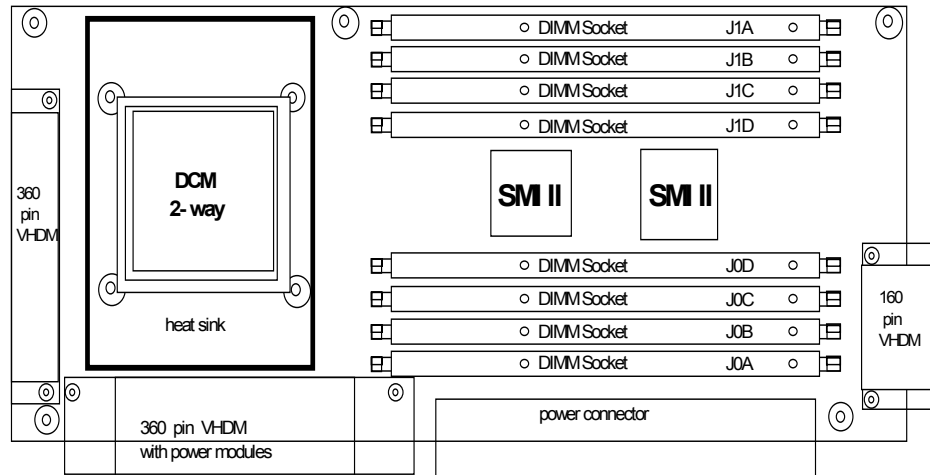 DIMM Socket J1A
DIMM Socket J1B
DIMM Socket J1C
DIMM Socket J1D
360
pin
VHDM
DCM
2- way
heat sink
SMI II
SMI II
DIMM Socket J0D
DIMM Socket J0C
DIMM Socket J0B
DIMM Socket J0A
160
pin
VHDM
360 pin VHDM
with power modules
power connector